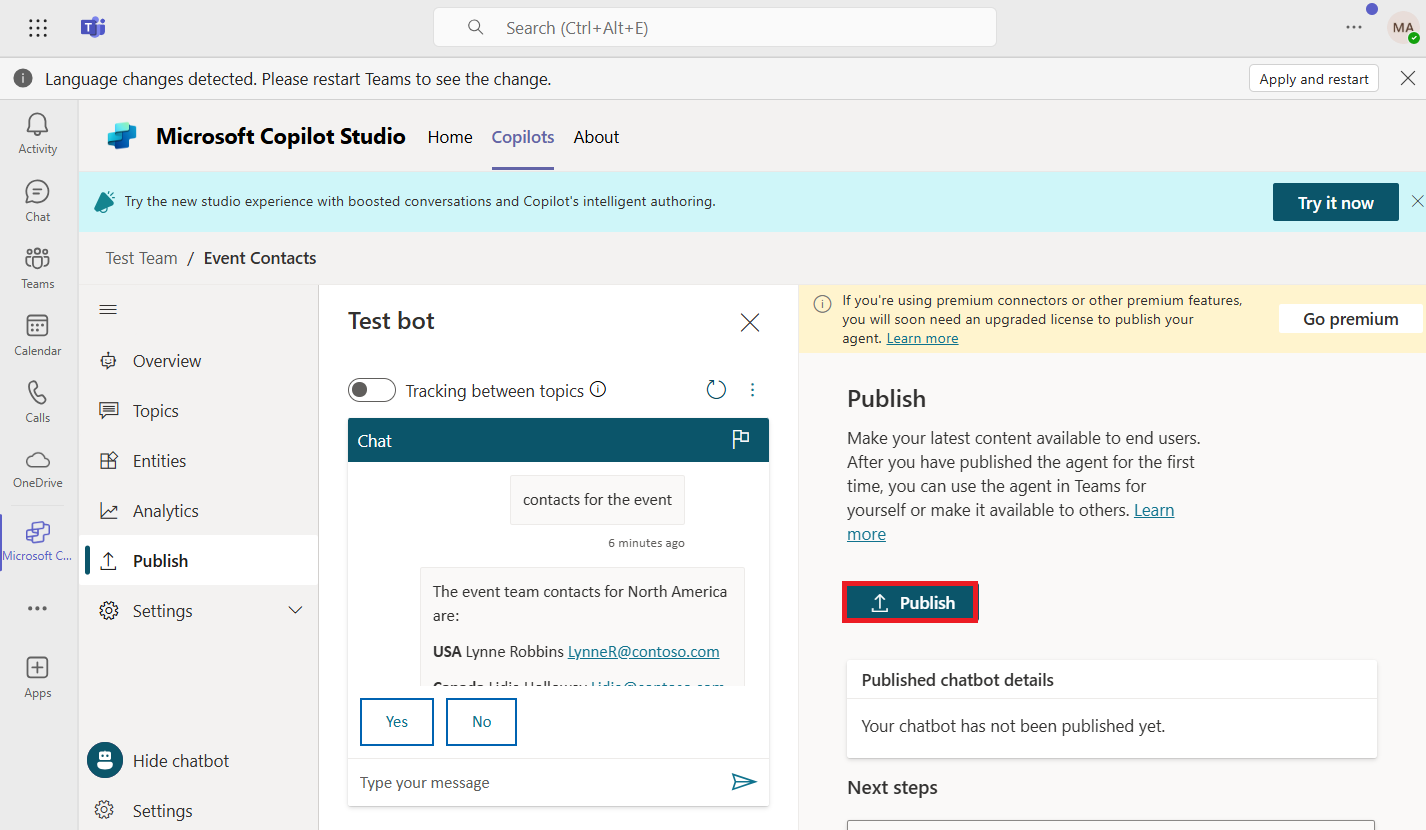 Search (Ctrl+Alt+E)
MA
Language changes detected. Please restart Teams to see the change.
Apply and restart
Activity
Chat
Teams
Calendar
Calls
OneDrive
Microsoft C...
Apps
Microsoft Copilot Studio
Home
Copilots
About
Try the new studio experience with boosted conversations and Copilot's intelligent authoring.
Try it now
Test Team / Event Contacts
Overview
Topics
Entities
Analytics
Publish
Settings
Hide chatbot
Settings
Test bot
Tracking between topics
Chat
contacts for the event
6 minutes ago
The event team contacts for North America
are:
USA Lynne Robbins LynneR@contoso.com
Canada Lidia Holloway Lidia@contoso.com
Yes
No
Type your message
If you're using premium connectors or other premium features,
you will soon need an upgraded license to publish your
agent. Learn more
Go premium
Publish
Make your latest content available to end users.
After you have published the agent for the first
time, you can use the agent in Teams for
yourself or make it available to others. Learn
more
Publish
Published chatbot details
Your chatbot has not been published yet.
Next steps